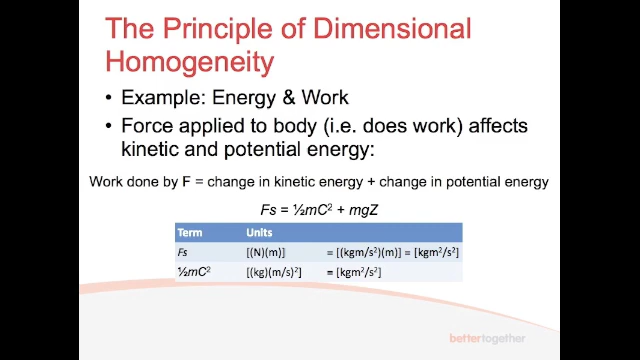 The Principle of Dimensional
Homogeneity
• Example: Energy & Work
• Force applied to body (i.e. does work) affects
kinetic and potential energy:
Work done by F = change in kinetic energy + change in potential energy
Fs = ½mC² + mgZ
Term Units
Fs [(N)(m)] = [(kgm/s²)(m)] = [kgm²/s²]
½mC² [(kg)(m/s)²] = [kgm²/s²]
bettertogether